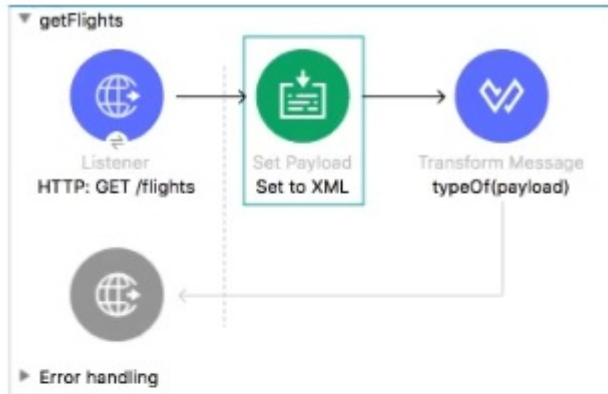 getFlights
Listener
HTTP: GET /flights
Set Payload
Set to XML
Transform Message
typeOf(payload)
Error handling